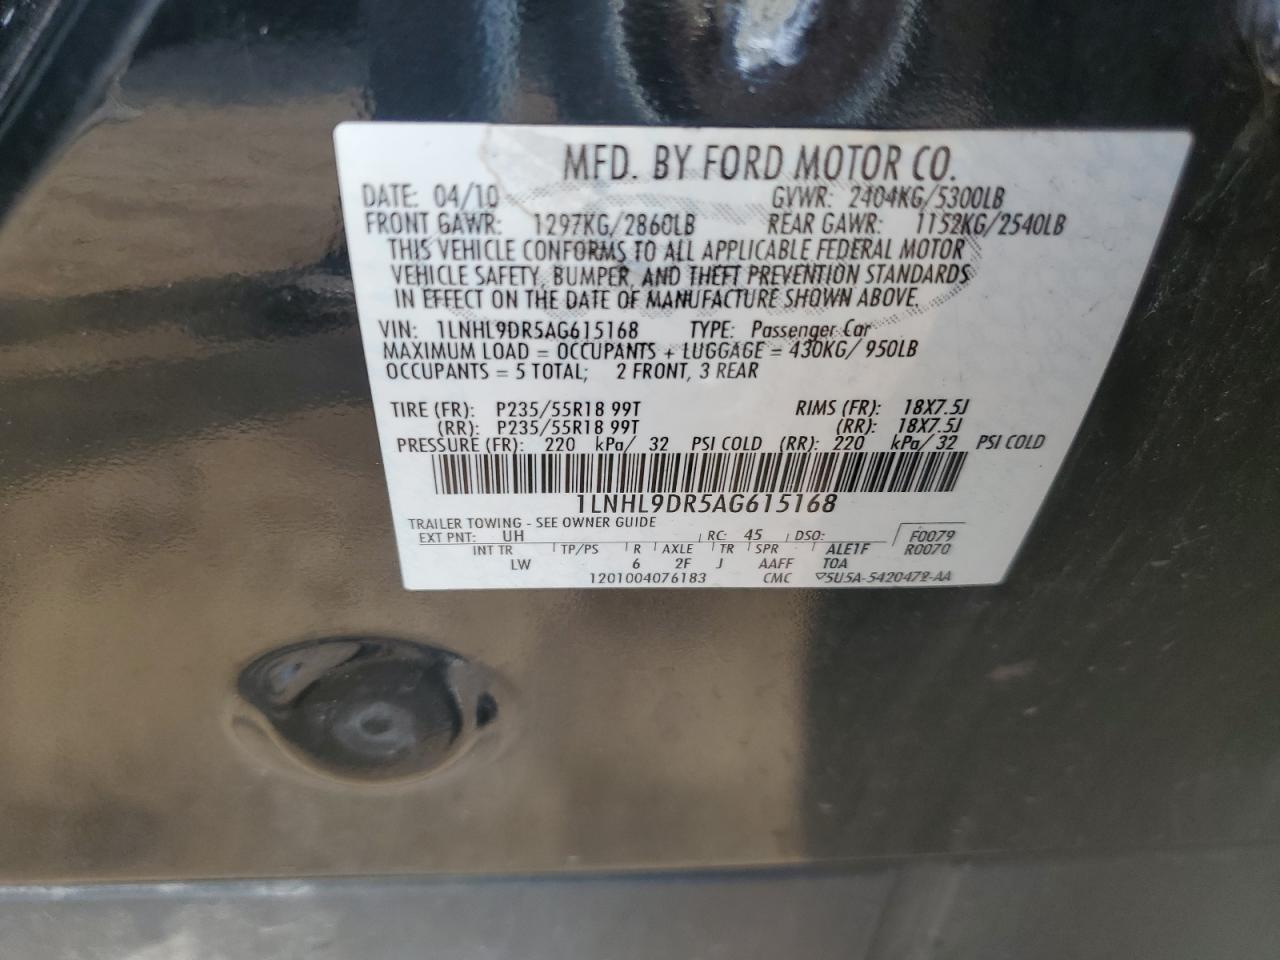 MFD. BY FORD MOTOR CO.
DATE: 04/10 GVWR: 2404KG/5300LB
FRONT GAWR: 1297KG/2860LB REAR GAWR: 1152KG/2540LB
THIS VEHICLE CONFORMS TO ALL APPLICABLE FEDERAL MOTOR
VEHICLE SAFETY, BUMPER, AND THEFT PREVENTION STANDARDS
IN EFFECT ON THE DATE OF MANUFACTURE SHOWN ABOVE.
VIN: 1LNHL9DR5AG615168 TYPE: Passenger Car
MAXIMUM LOAD = OCCUPANTS + LUGGAGE = 430KG/ 950LB
OCCUPANTS = 5 TOTAL; 2 FRONT, 3 REAR
TIRE (FR): P235/55R18 99T RIMS (FR): 18X7.5J
(RR): P235/55R18 99T (RR): 18X7.5J
PRESSURE (FR): 220 kPa/ 32 PSI COLD (RR): 220 kPa/ 32 PSI COLD
1LNHL9DR5AG615168
TRAILER TOWING - SEE OWNER GUIDE
EXT PNT: UH RC: 45 DSO: F0079
INT TR TP/PS R AXLE TR SPR ALE1F R0070
LW 6 2F J AAFF TOA
1201004076183 CMC ▽5U5A-5420472-AA